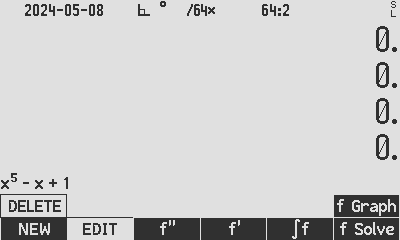 2024-05-08 ∟ ° /64× 64:2 S L
0.
0.
0.
0.
x⁵ − x + 1
DELETE f Graph
NEW EDIT f" f' ∫f f Solve